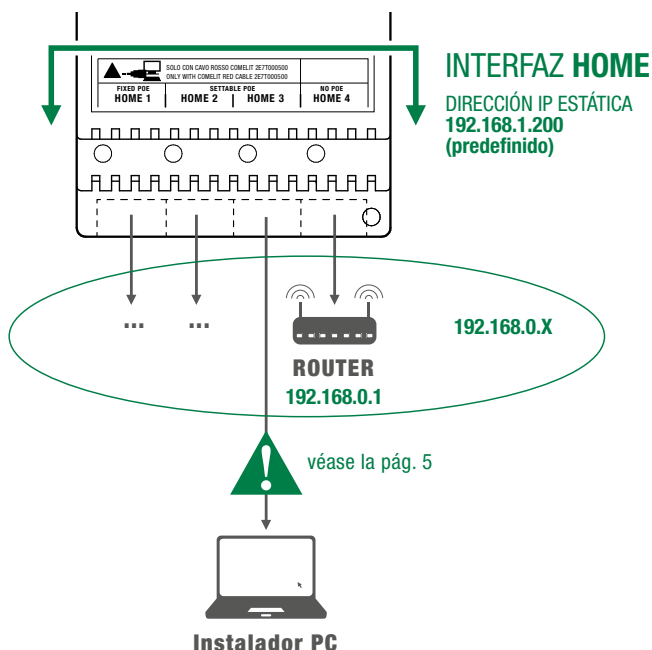 SOLO CON CAVO ROSSO COMELIT 2E7T000500
ONLY WITH COMELIT RED CABLE 2E7T000500
FIXED POE
SETTABLE POE
NO POE
HOME 1
HOME 2
HOME 3
HOME 4
INTERFAZ HOME
DIRECCIÓN IP ESTÁTICA
192.168.1.200
(predefinido)
...
...
192.168.0.X
ROUTER
192.168.0.1
!
véase la pág. 5
Instalador PC